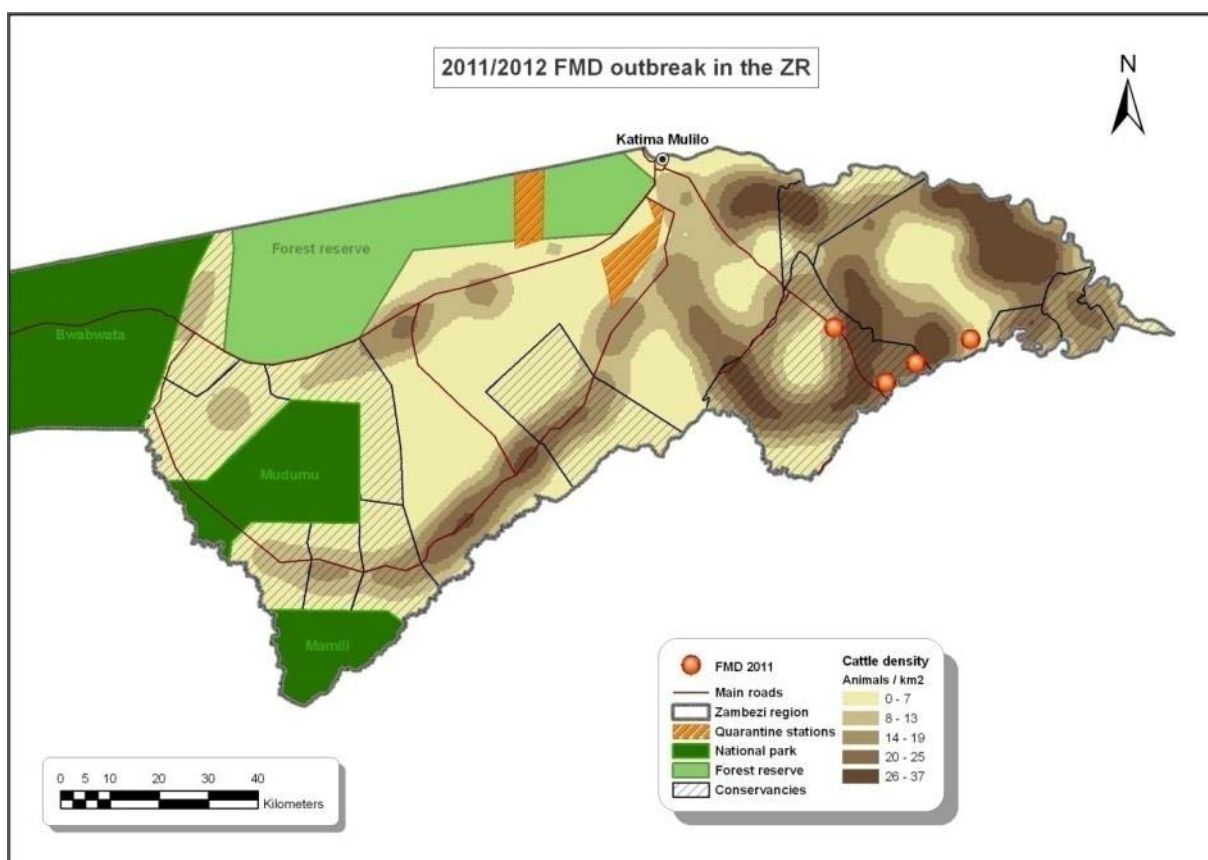 2011/2012 FMD outbreak in the ZR
N
Katima Mulilo
Forest reserve
Bwabwata
Mudumu
Mamili
FMD 2011
Main roads
Zambezi region
Quarantine stations
National park
Forest reserve
Conservancies
Cattle density
Animals / km2
0 - 7
8 - 13
14 - 19
20 - 25
26 - 37
0 5 10 20 30 40
Kilometers